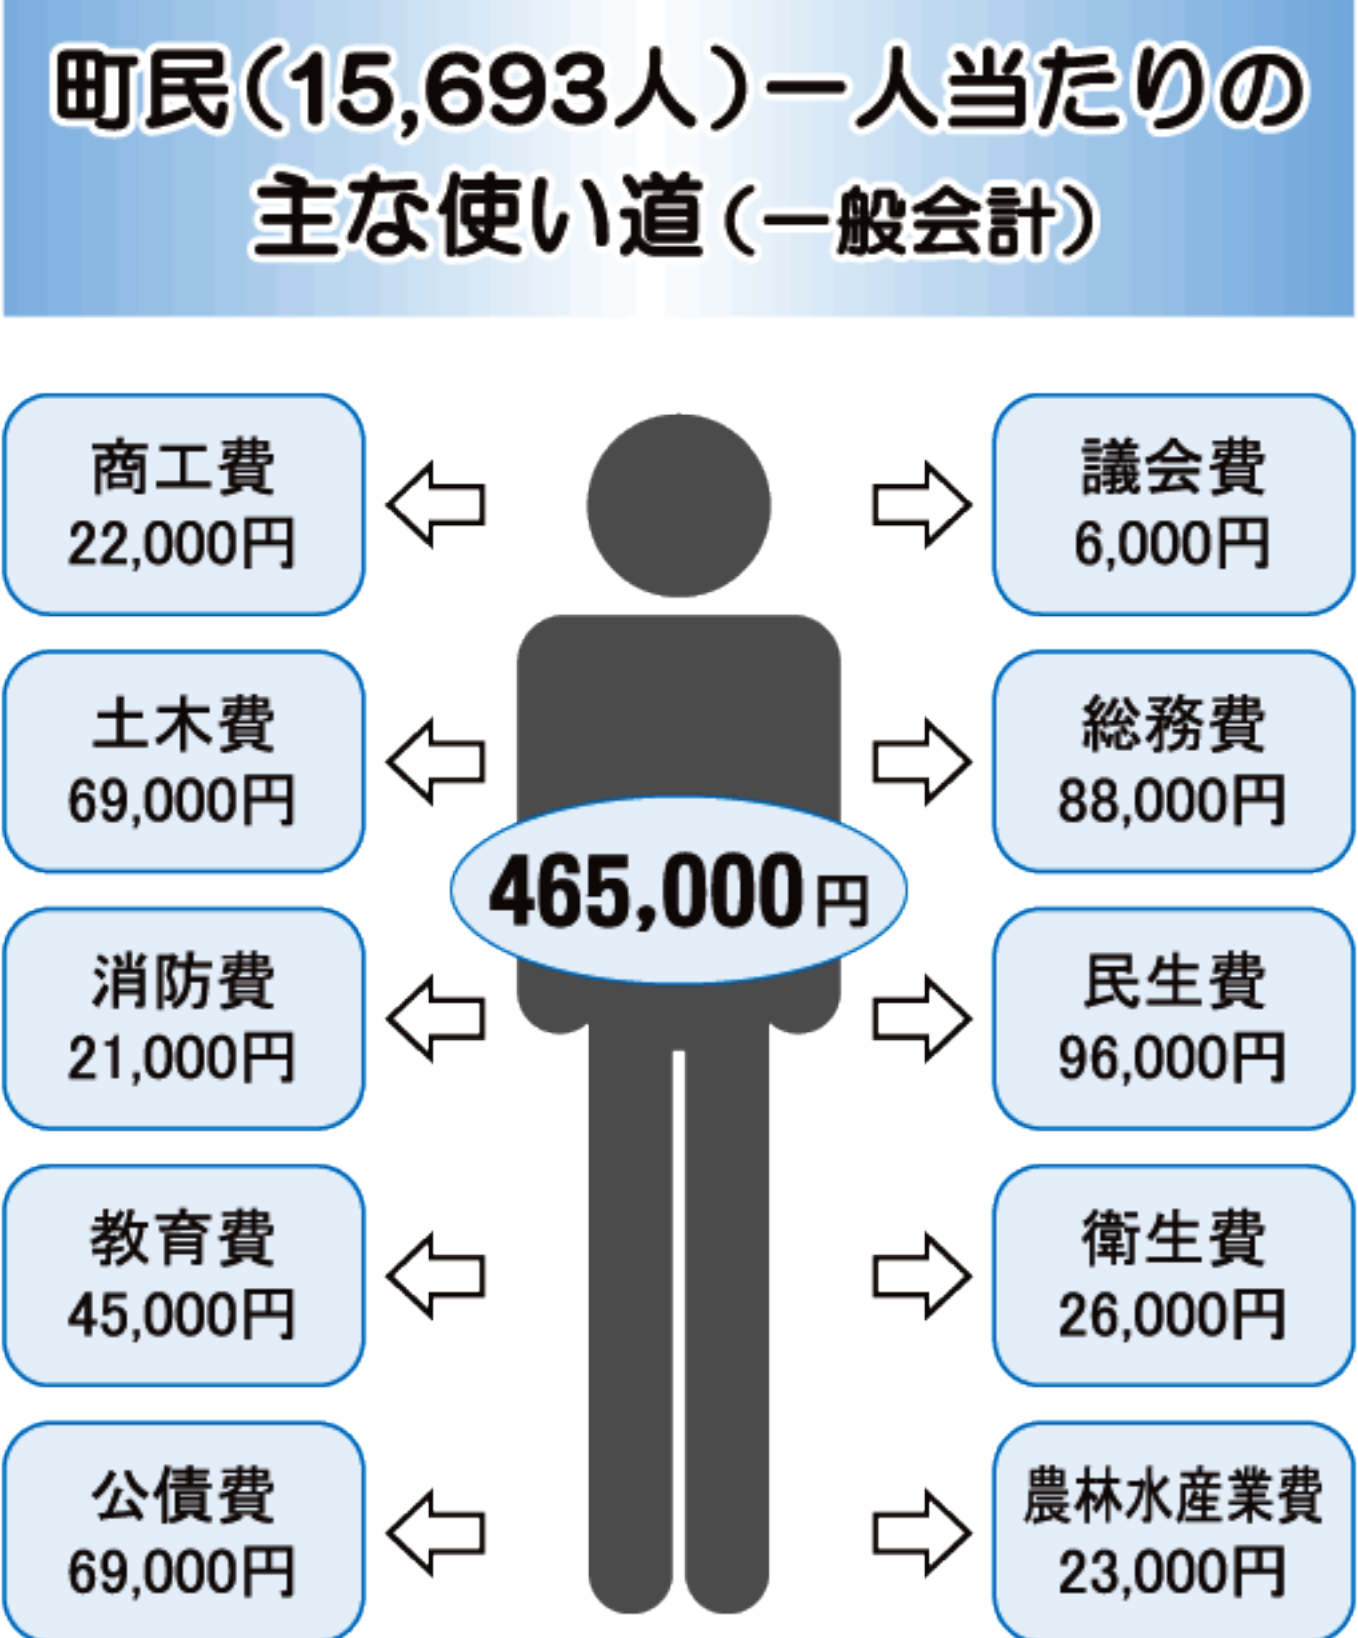 町民(15,693人)一人当たりの
主な使い道(一般会計)
商工費
22,000円
土木費
69,000円
消防費
21,000円
教育費
45,000円
公債費
69,000円
465,000円
議会費
6,000円
総務費
88,000円
民生費
96,000円
衛生費
26,000円
農林水産業費
23,000円